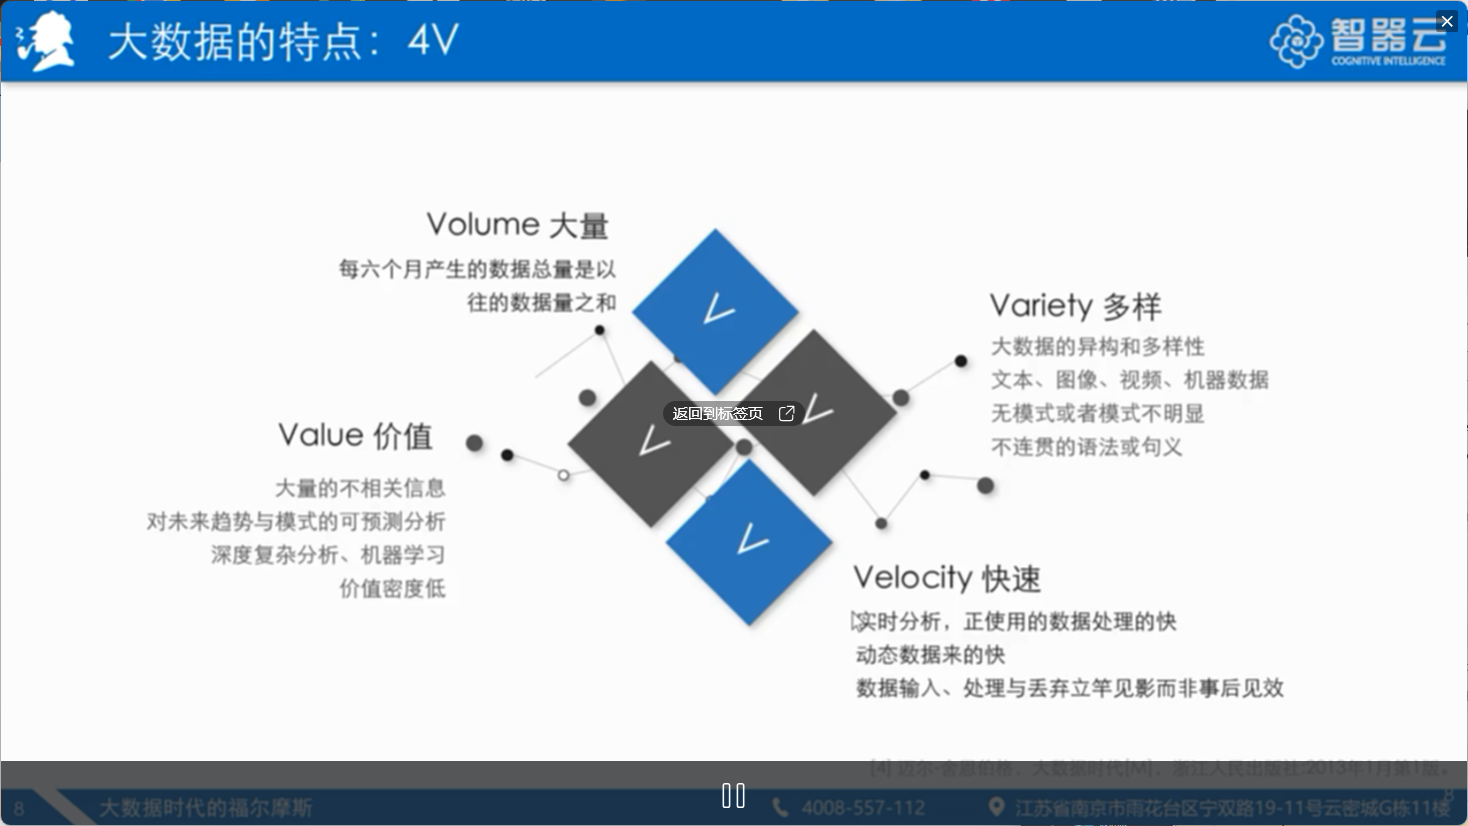 大数据的特点：4V
智器云
COGNITIVE INTELLIGENCE
Volume 大量
每六个月产生的数据总量是以
往的数据量之和
Variety 多样
大数据的异构和多样性
文本、图像、视频、机器数据
无模式或者模式不明显
不连贯的语法或句义
V
V
V
V
返回到标签页
Value 价值
大量的不相关信息
对未来趋势与模式的可预测分析
深度复杂分析、机器学习
价值密度低
Velocity 快速
实时分析，正使用的数据处理的快
动态数据来的快
数据输入、处理与丢弃立竿见影而非事后见效
[4] 迈尔-舍恩伯格, 大数据时代[M]. 浙江人民出版社:2013年1月第1版.
8
大数据时代的福尔摩斯
4008-557-112
江苏省南京市雨花台区宁双路19-11号云密城G栋11楼
8